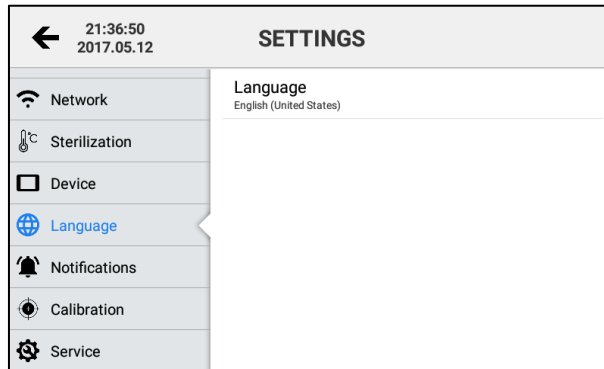 21:36:50
2017.05.12
SETTINGS
Network
°C
Sterilization
Device
Language
Notifications
Calibration
Service
Language
English (United States)